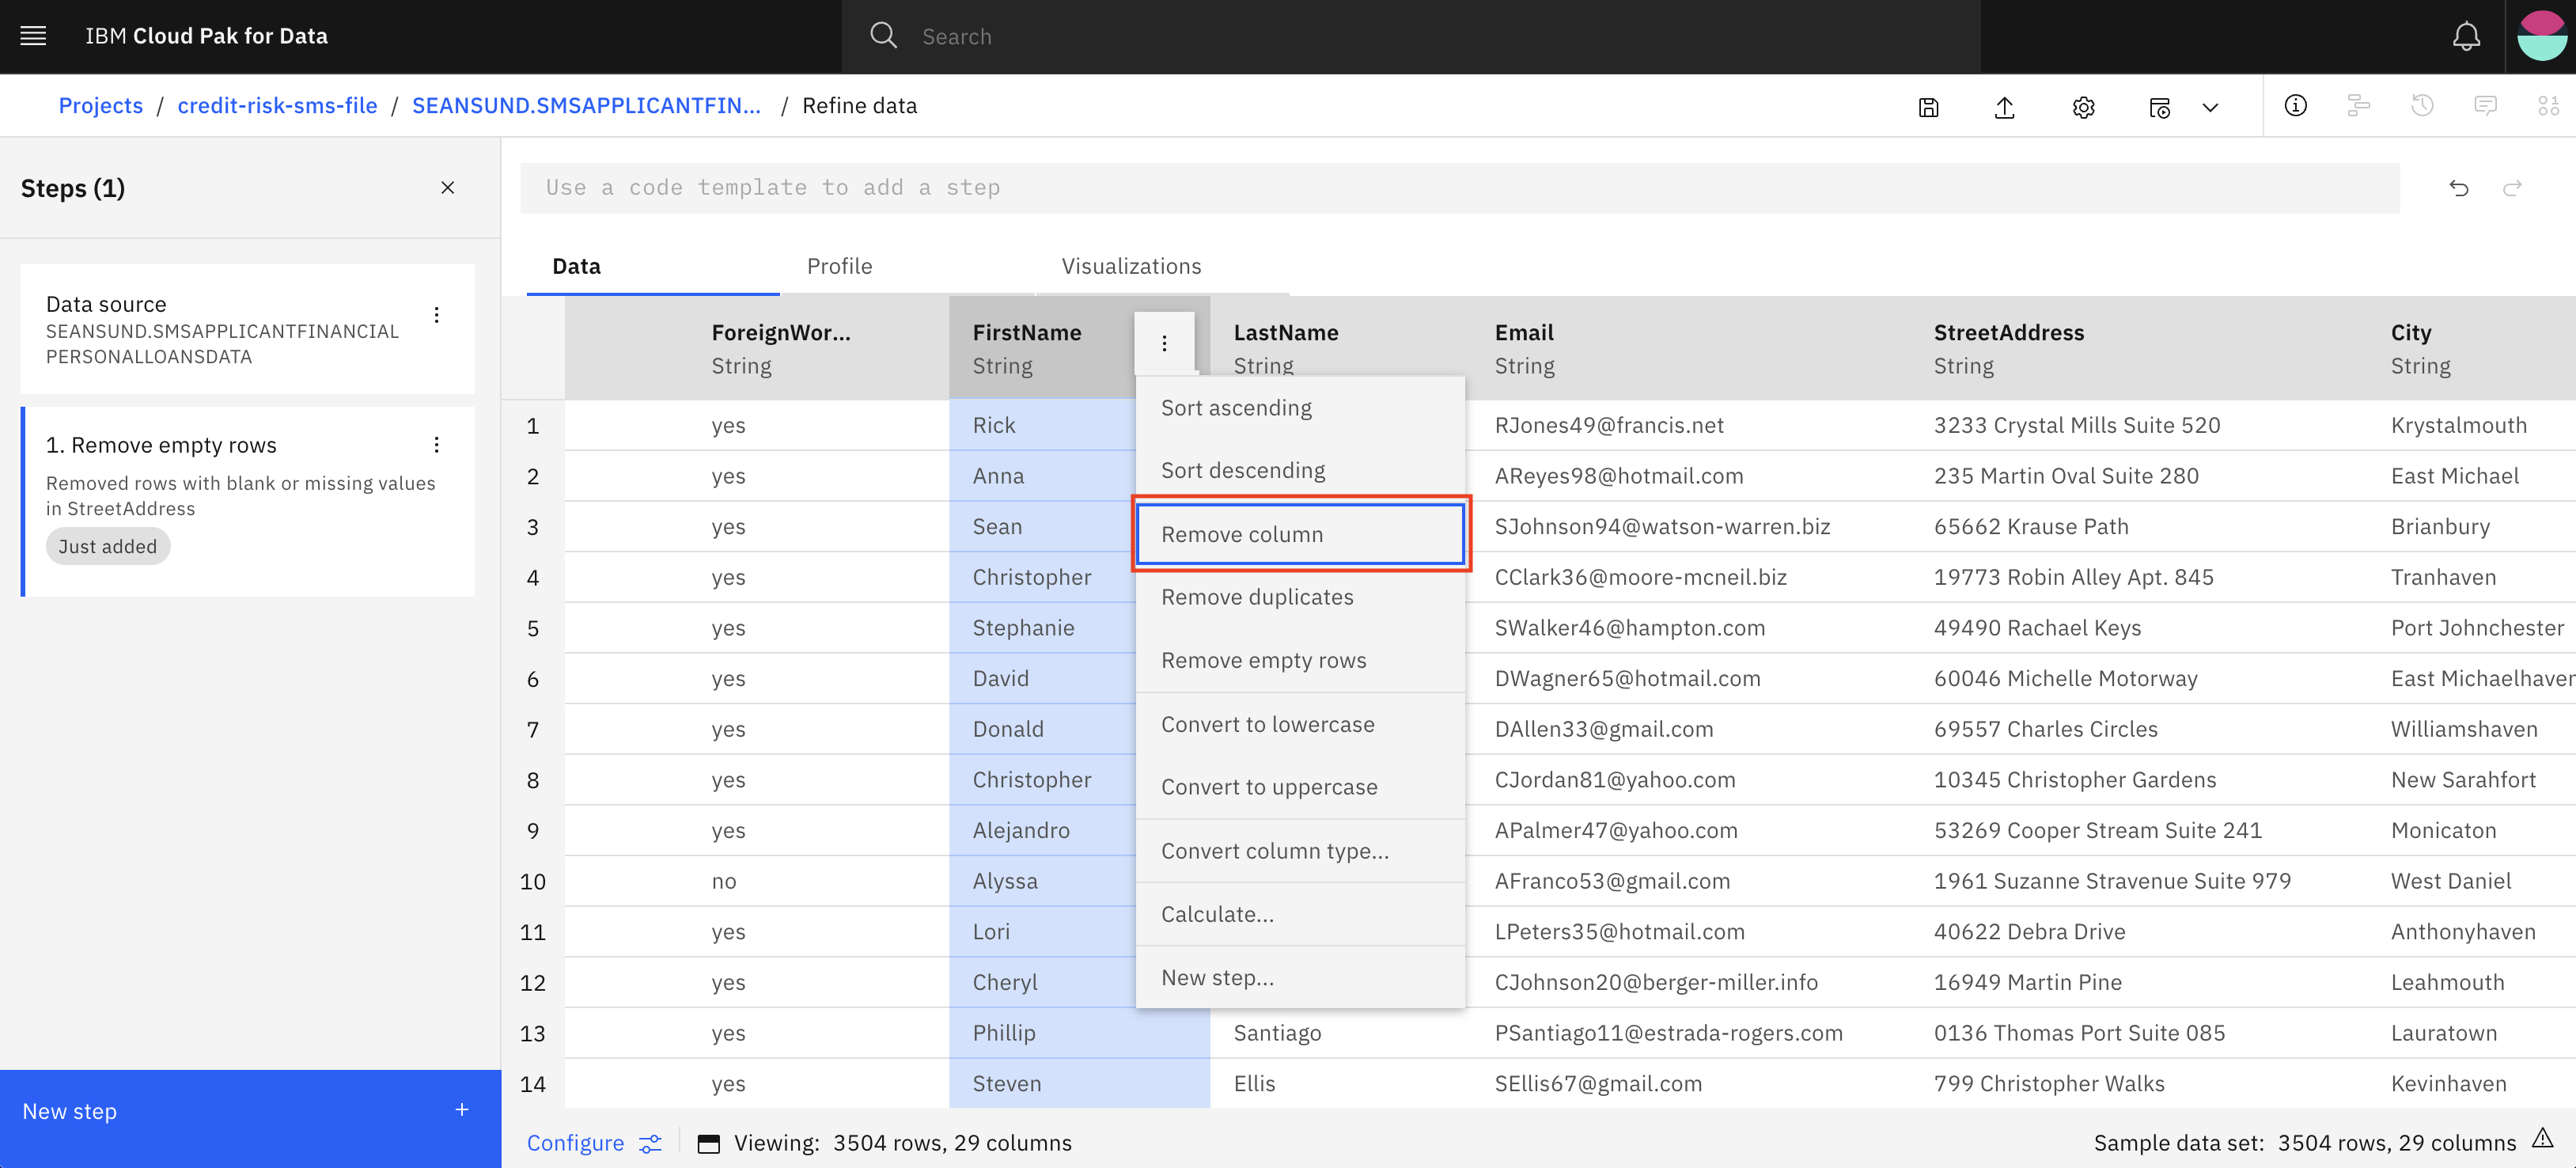 IBM Cloud Pak for Data
Search
Projects / credit-risk-sms-file / SEANSUND.SMSAPPLICANTFIN... / Refine data
Steps (1)
Use a code template to add a step
Data Profile Visualizations
Data source
SEANSUND.SMSAPPLICANTFINANCIAL
PERSONALLOANSDATA
1. Remove empty rows
Removed rows with blank or missing values
in StreetAddress
Just added
New step +
ForeignWor... FirstName LastName Email StreetAddress City
String String String String String String
1 yes Rick RJones49@francis.net 3233 Crystal Mills Suite 520 Krystalmouth
2 yes Anna AReyes98@hotmail.com 235 Martin Oval Suite 280 East Michael
3 yes Sean SJohnson94@watson-warren.biz 65662 Krause Path Brianbury
4 yes Christopher CClark36@moore-mcneil.biz 19773 Robin Alley Apt. 845 Tranhaven
5 yes Stephanie SWalker46@hampton.com 49490 Rachael Keys Port Johnchester
6 yes David DWagner65@hotmail.com 60046 Michelle Motorway East Michaelhaven
7 yes Donald DAllen33@gmail.com 69557 Charles Circles Williamshaven
8 yes Christopher CJordan81@yahoo.com 10345 Christopher Gardens New Sarahfort
9 yes Alejandro APalmer47@yahoo.com 53269 Cooper Stream Suite 241 Monicaton
10 no Alyssa AFranco53@gmail.com 1961 Suzanne Stravenue Suite 979 West Daniel
11 yes Lori LPeters35@hotmail.com 40622 Debra Drive Anthonyhaven
12 yes Cheryl CJohnson20@berger-miller.info 16949 Martin Pine Leahmouth
13 yes Phillip Santiago PSantiago11@estrada-rogers.com 0136 Thomas Port Suite 085 Lauratown
14 yes Steven Ellis SEllis67@gmail.com 799 Christopher Walks Kevinhaven
Sort ascending
Sort descending
Remove column
Remove duplicates
Remove empty rows
Convert to lowercase
Convert to uppercase
Convert column type...
Calculate...
New step...
Configure Viewing: 3504 rows, 29 columns Sample data set: 3504 rows, 29 columns